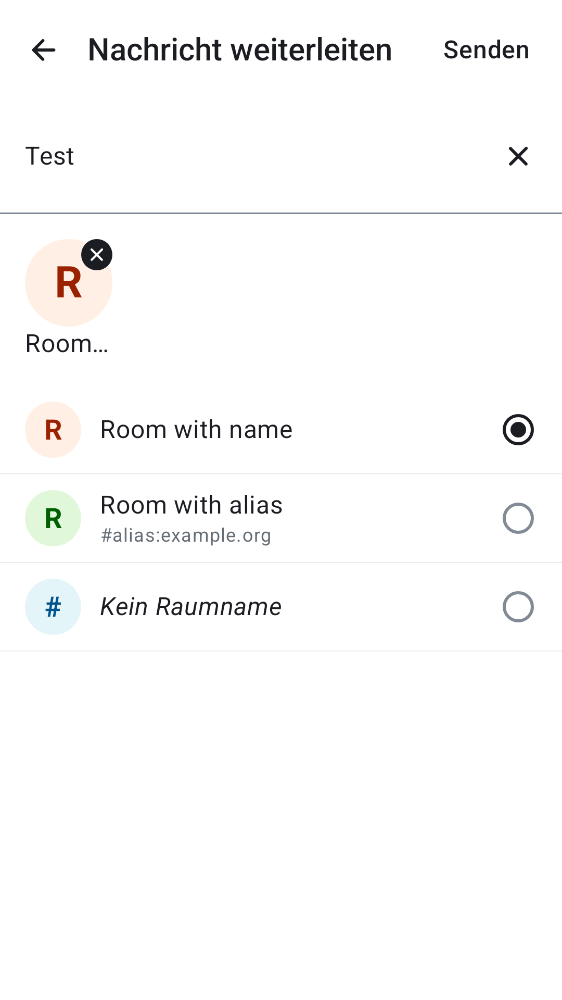 Nachricht weiterleiten Senden
Test
R
Room…
R Room with name
R Room with alias
#alias:example.org
# Kein Raumname